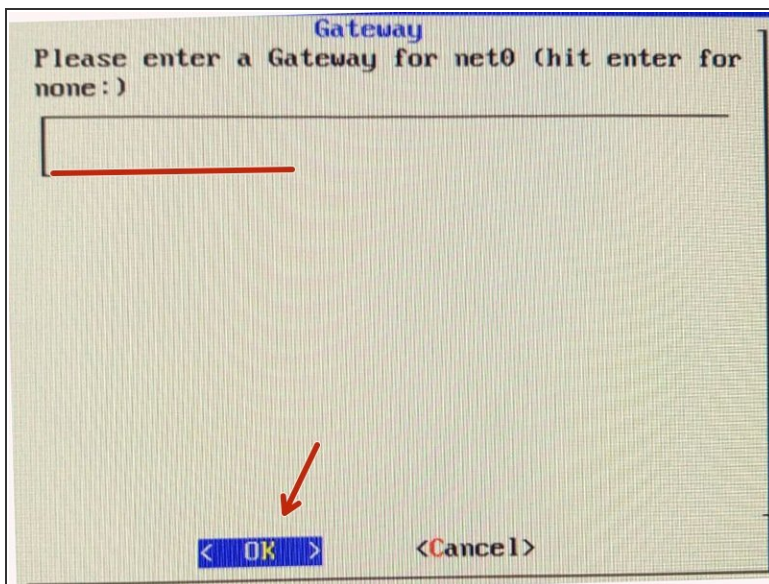 Gateway
Please enter a Gateway for net0 (hit enter for
none:)
< OK > <Cancel>